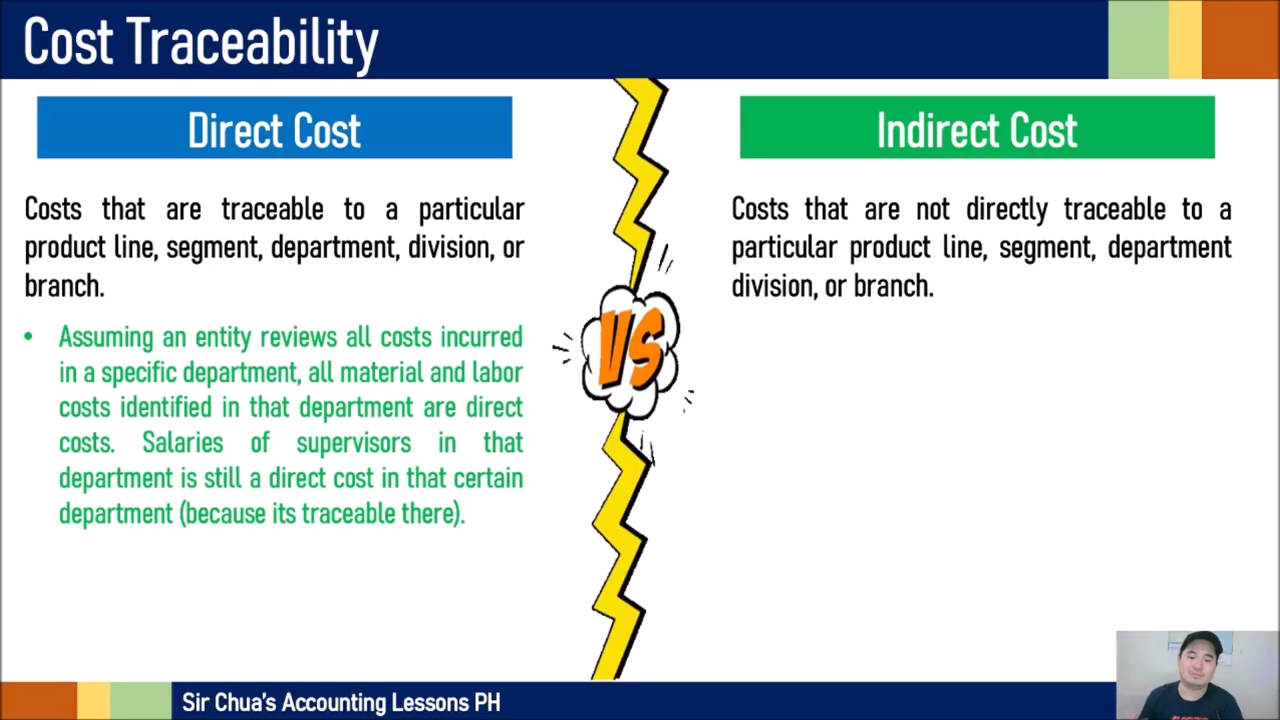 Cost Traceability
Direct Cost
Costs that are traceable to a particular
product line, segment, department, division, or
branch.
• Assuming an entity reviews all costs incurred
in a specific department, all material and labor
costs identified in that department are direct
costs. Salaries of supervisors in that
department is still a direct cost in that certain
department (because its traceable there).
VS
Indirect Cost
Costs that are not directly traceable to a
particular product line, segment, department
division, or branch.
Sir Chua's Accounting Lessons PH